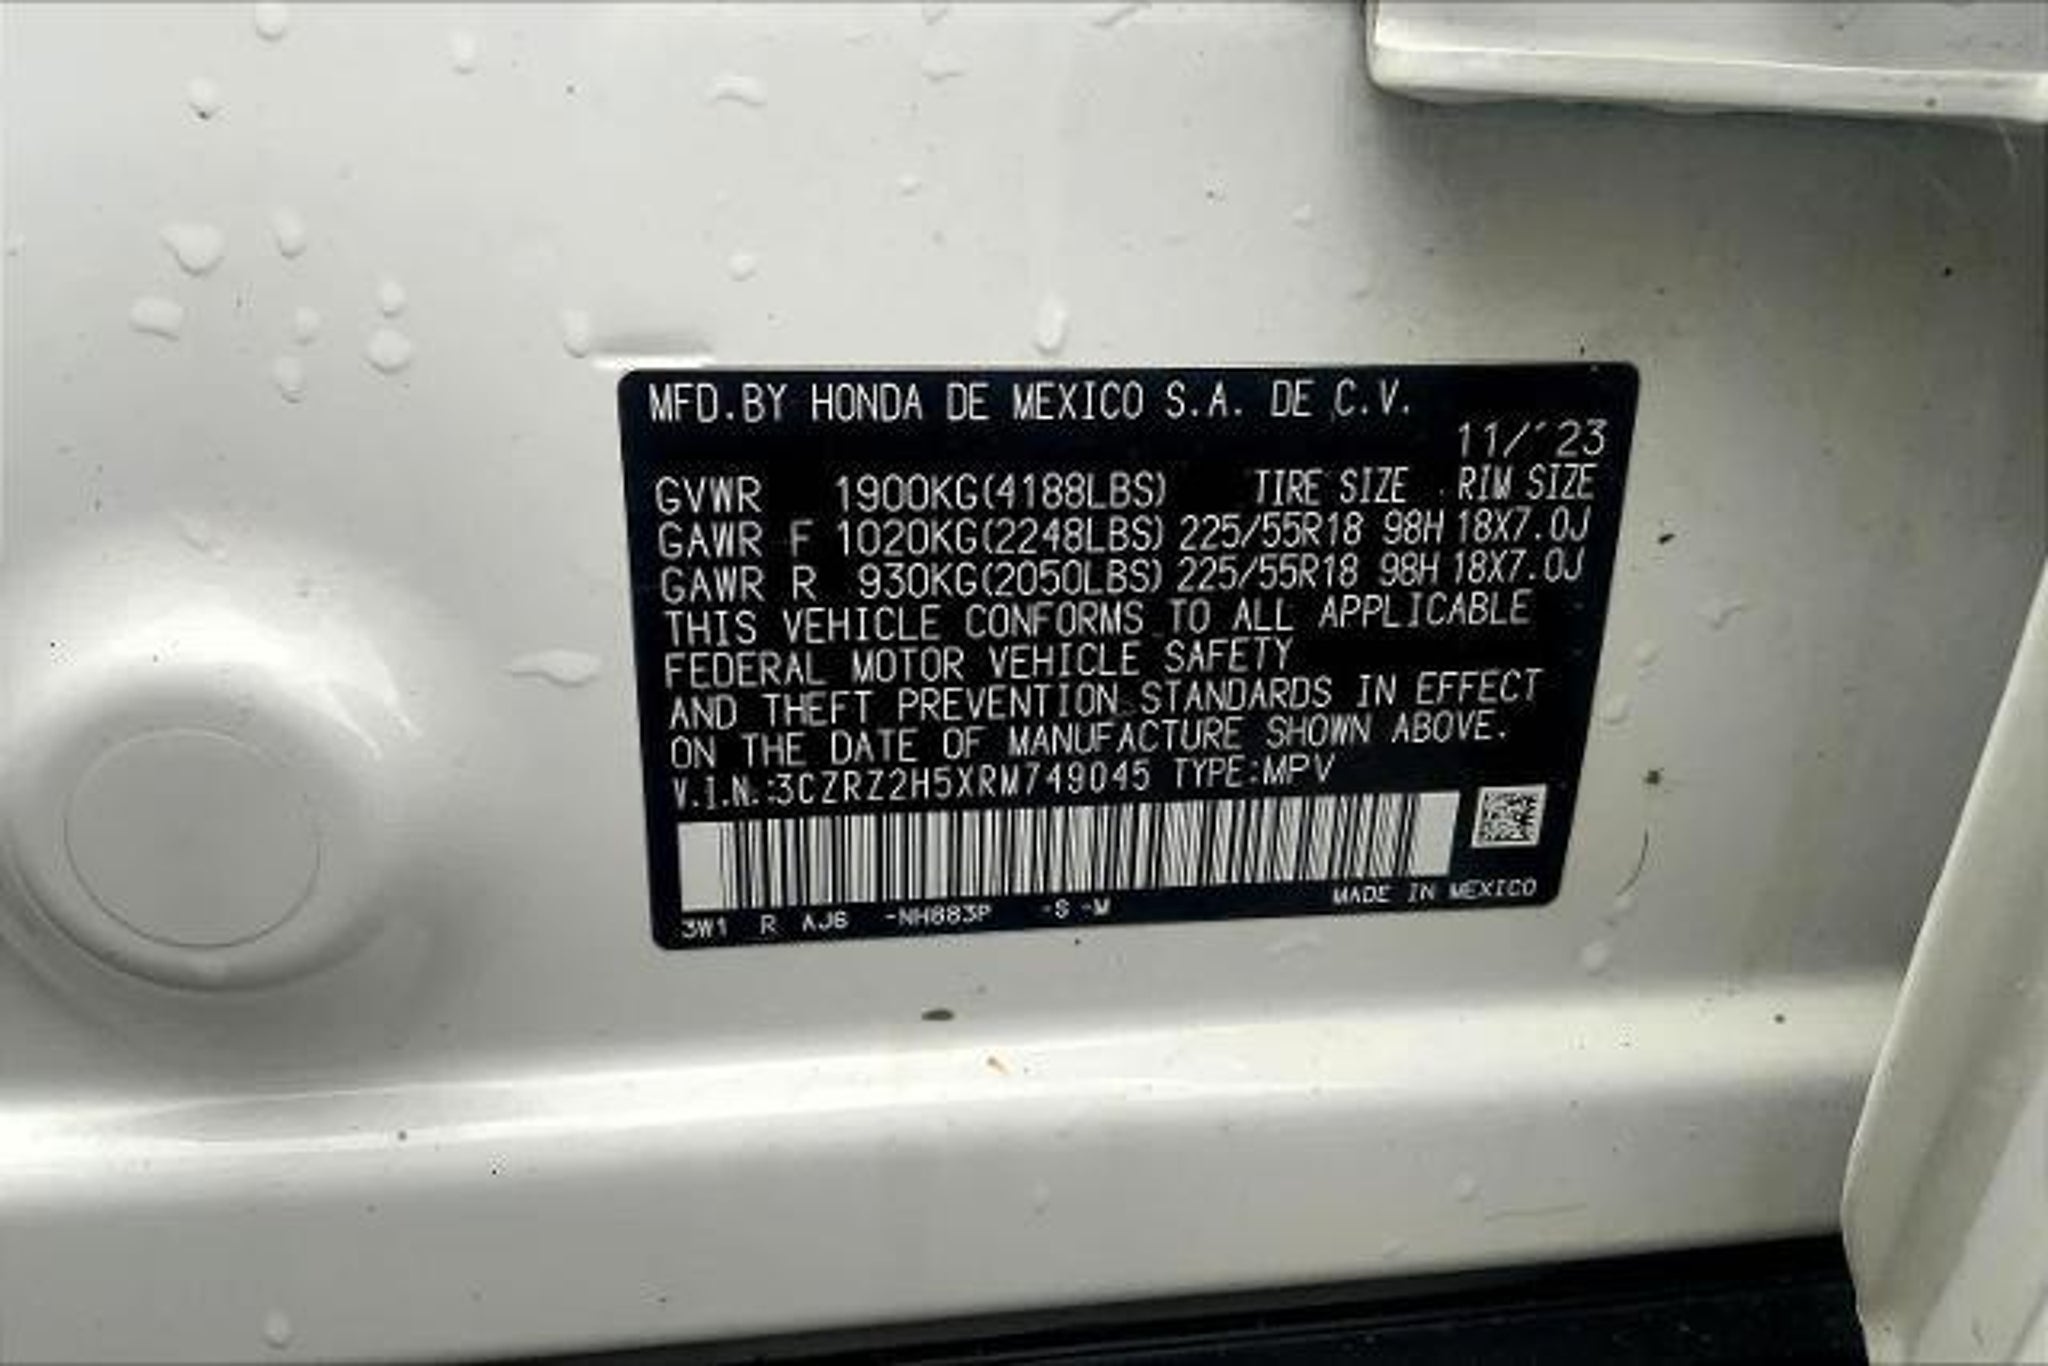 MFD.BY HONDA DE MEXICO S.A. DE C.V.
11/'23
GVWR 1900KG(4188LBS) TIRE SIZE RIM SIZE
GAWR F 1020KG(2248LBS) 225/55R18 98H 18X7.0J
GAWR R 930KG(2050LBS) 225/55R18 98H 18X7.0J
THIS VEHICLE CONFORMS TO ALL APPLICABLE
FEDERAL MOTOR VEHICLE SAFETY
AND THEFT PREVENTION STANDARDS IN EFFECT
ON THE DATE OF MANUFACTURE SHOWN ABOVE.
V.I.N.:3CZRZ2H5XRM749045 TYPE:MPV
3W1 R AJ6 -NH883P -S -M MADE IN MEXICO